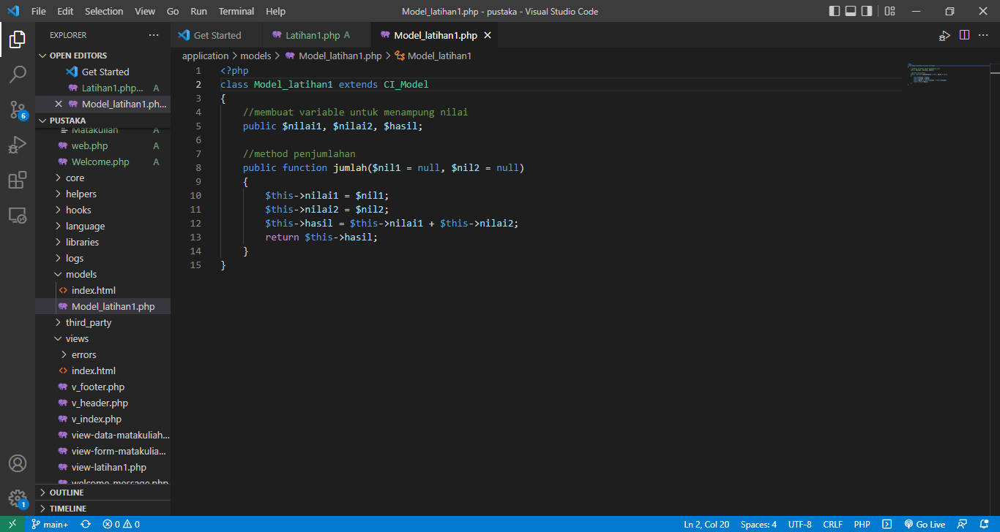 File Edit Selection View Go Run Terminal Help Model_latihan1.php - pustaka - Visual Studio Code
EXPLORER
OPEN EDITORS
Get Started
Latihan1.php... A
Model_latihan1.ph...
PUSTAKA
Matakuliah A
web.php A
Welcome.php A
core
helpers
hooks
language
libraries
logs
models
index.html
Model_latihan1.php
third_party
views
errors
index.html
v_footer.php
v_header.php
v_index.php
view-data-matakuliah...
view-form-matakulia...
view-latihan1.php
welcome_message.php
OUTLINE
TIMELINE
6
1
Get Started Latihan1.php A Model_latihan1.php
application > models > Model_latihan1.php > Model_latihan1
1 <?php
2 class Model_latihan1 extends CI_Model
3 {
4 //membuat variable untuk menampung nilai
5 public $nilai1, $nilai2, $hasil;
6
7 //method penjumlahan
8 public function jumlah($nil1 = null, $nil2 = null)
9 {
10 $this->nilai1 = $nil1;
11 $this->nilai2 = $nil2;
12 $this->hasil = $this->nilai1 + $this->nilai2;
13 return $this->hasil;
14 }
15 }
main+ 0 0 Ln 2, Col 20 Spaces: 4 UTF-8 CRLF PHP Go Live